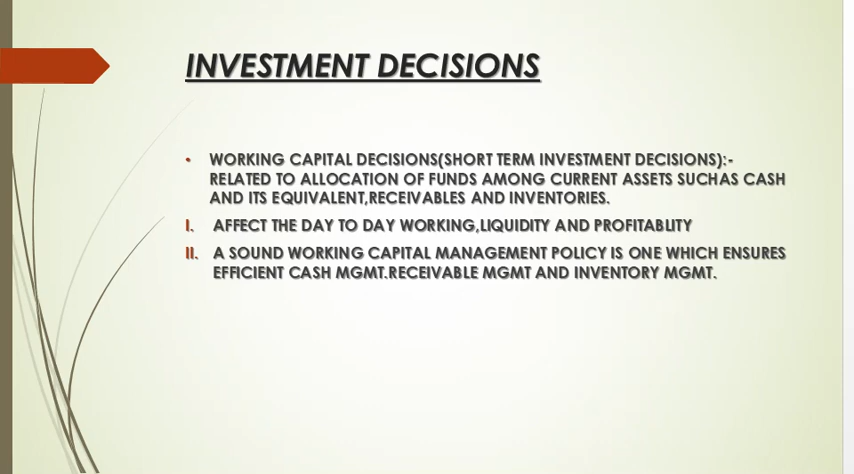 INVESTMENT DECISIONS
• WORKING CAPITAL DECISIONS(SHORT TERM INVESTMENT DECISIONS):-
RELATED TO ALLOCATION OF FUNDS AMONG CURRENT ASSETS SUCHAS CASH
AND ITS EQUIVALENT,RECEIVABLES AND INVENTORIES.
I. AFFECT THE DAY TO DAY WORKING,LIQUIDITY AND PROFITABLITY
II. A SOUND WORKING CAPITAL MANAGEMENT POLICY IS ONE WHICH ENSURES
EFFICIENT CASH MGMT.RECEIVABLE MGMT AND INVENTORY MGMT.